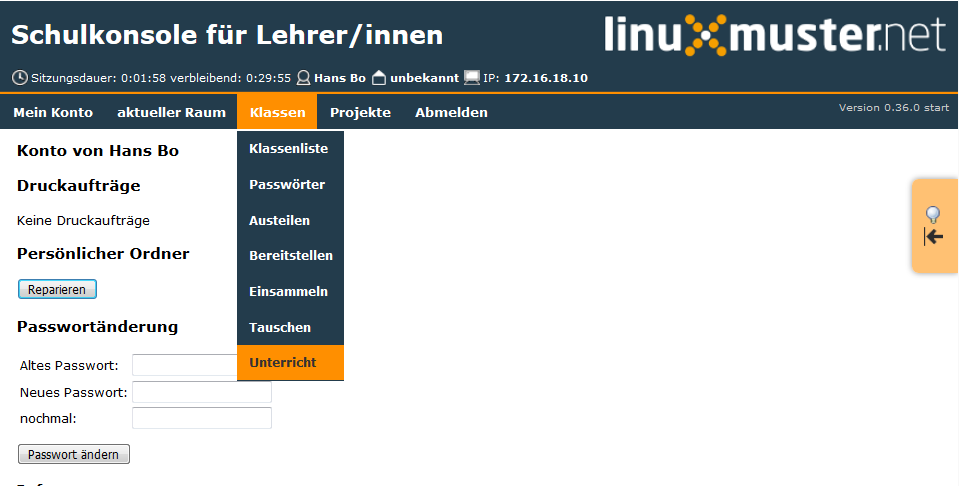 Schulkonsole für Lehrer/innen
linuxmuster.net
Sitzungsdauer: 0:01:58 verbleibend: 0:29:55 Hans Bo unbekannt IP: 172.16.18.10
Mein Konto aktueller Raum Klassen Projekte Abmelden
Version 0.36.0 start
Klassenliste
Passwörter
Austeilen
Bereitstellen
Einsammeln
Tauschen
Unterricht
Konto von Hans Bo
Druckaufträge
Keine Druckaufträge
Persönlicher Ordner
Reparieren
Passwortänderung
Altes Passwort:
Neues Passwort:
nochmal:
Passwort ändern